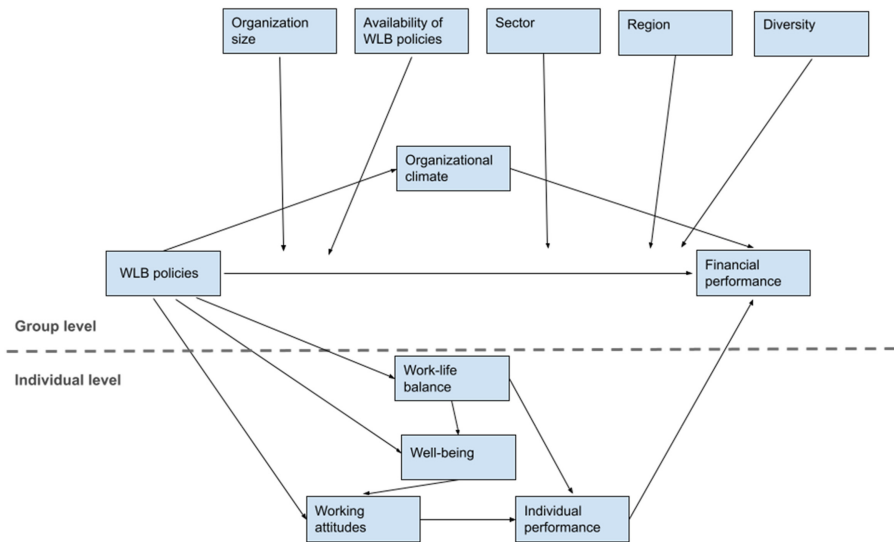 Organization
size
Availability of
WLB policies
Sector
Region
Diversity
Organizational
climate
WLB policies
Financial
performance
Group level
Individual level
Work-life
balance
Well-being
Working
attitudes
Individual
performance